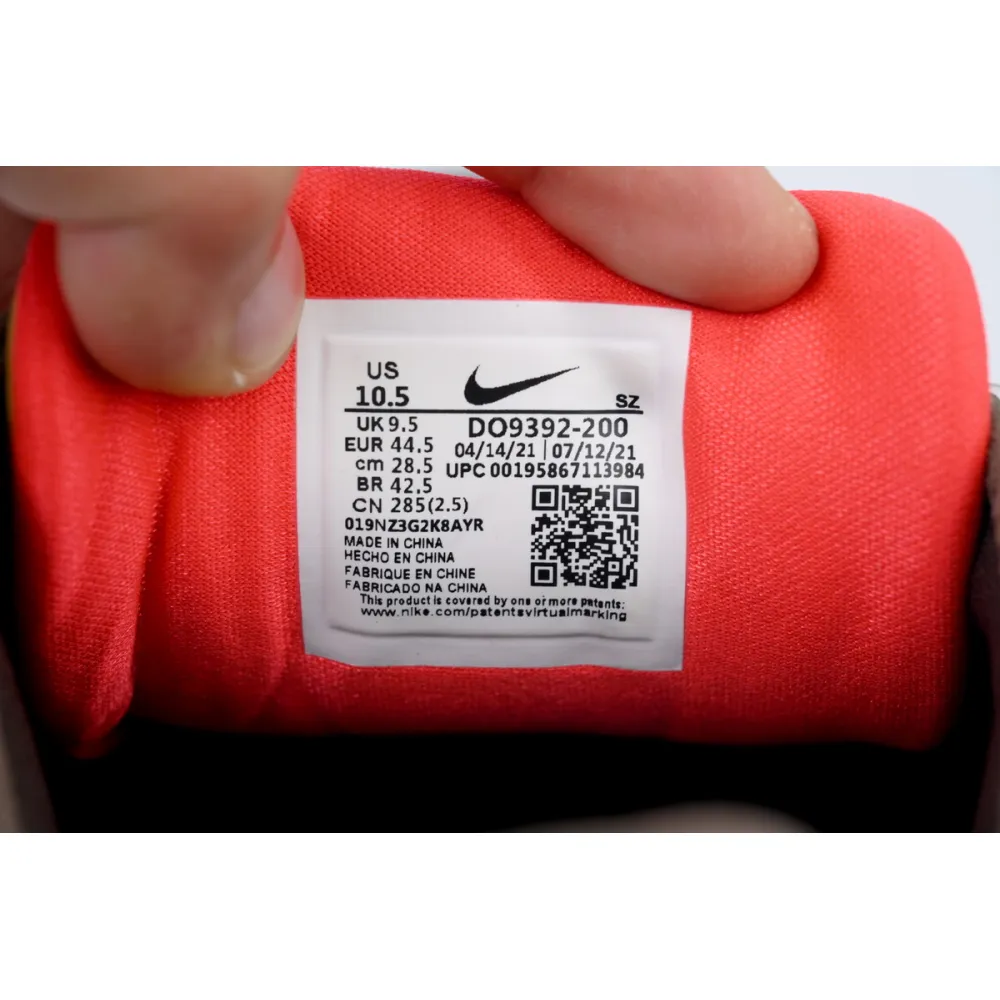 US
10.5
SZ
UK 9.5
EUR 44.5
cm 28.5
BR 42.5
CN 285(2.5)
DO9392-200
04/14/21 | 07/12/21
UPC 00195867113984
019NZ3G2K8AYR
MADE IN CHINA
HECHO EN CHINA
FABRIQUE EN CHINE
FABRICADO NA CHINA
This product is covered by one or more patents:
www.nike.com/patentsvirtualmarking